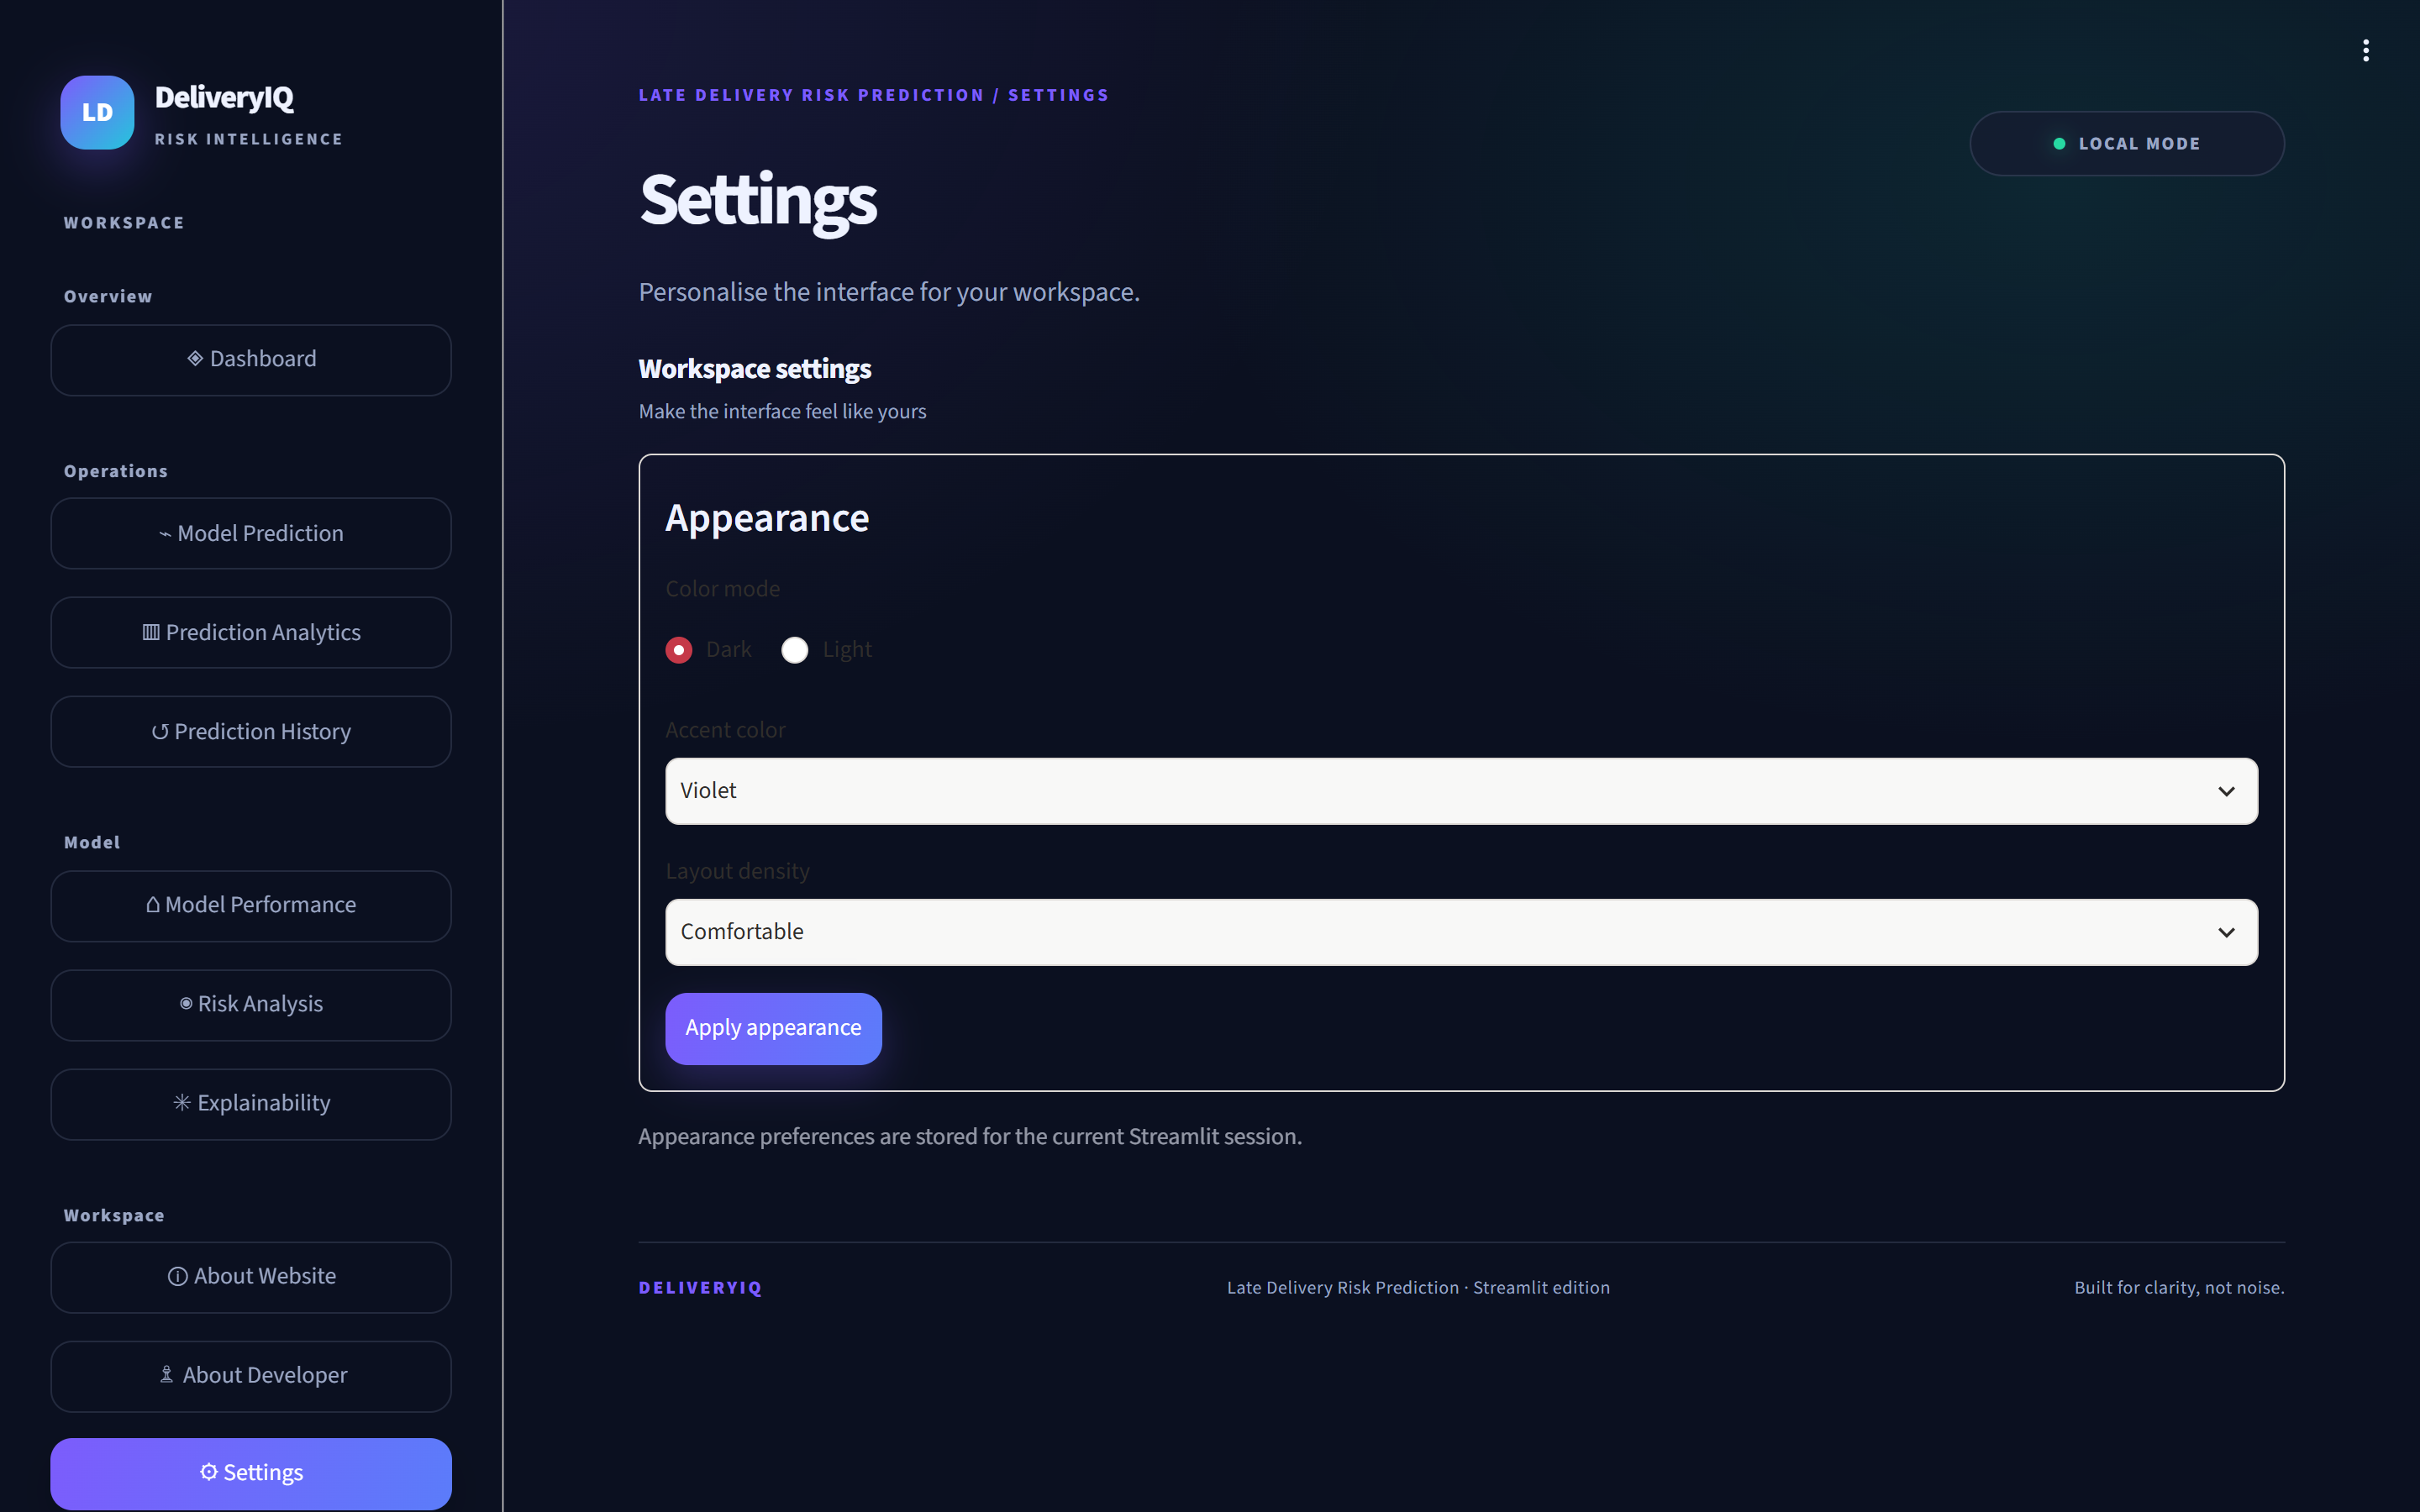 LD
DeliveryIQ
RISK INTELLIGENCE
WORKSPACE
Overview
Dashboard
Operations
Model Prediction
Prediction Analytics
Prediction History
Model
Model Performance
Risk Analysis
Explainability
Workspace
About Website
About Developer
Settings
LATE DELIVERY RISK PREDICTION / SETTINGS
LOCAL MODE
Settings
Personalise the interface for your workspace.
Workspace settings
Make the interface feel like yours
Appearance
Color mode
Dark Light
Accent color
Violet
Layout density
Comfortable
Apply appearance
Appearance preferences are stored for the current Streamlit session.
DELIVERYIQ Late Delivery Risk Prediction · Streamlit edition Built for clarity, not noise.